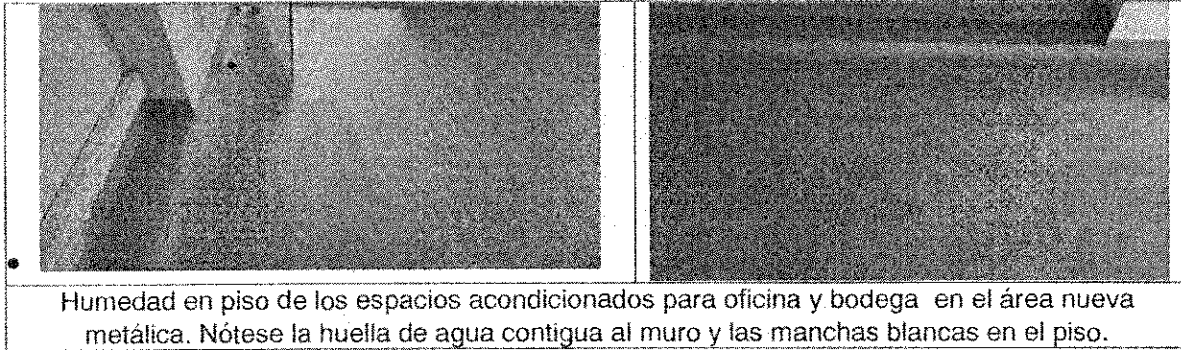 Humedad en piso de los espacios acondicionados para oficina y bodega en el área nueva
metálica. Nótese la huella de agua contigua al muro y las manchas blancas en el piso.